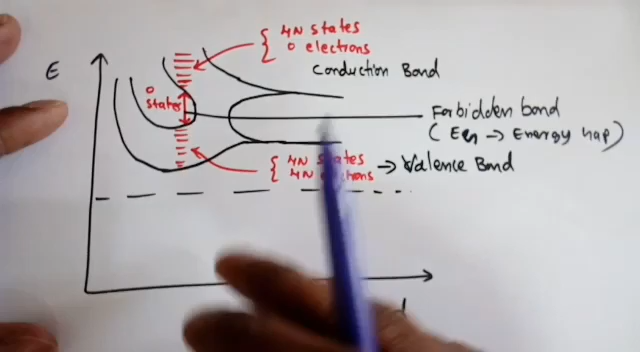 4N states
0 electrons
E
Conduction Band
0
states
Forbidden band
(EG → Energy Gap)
4N states
4N electrons → Valence Band